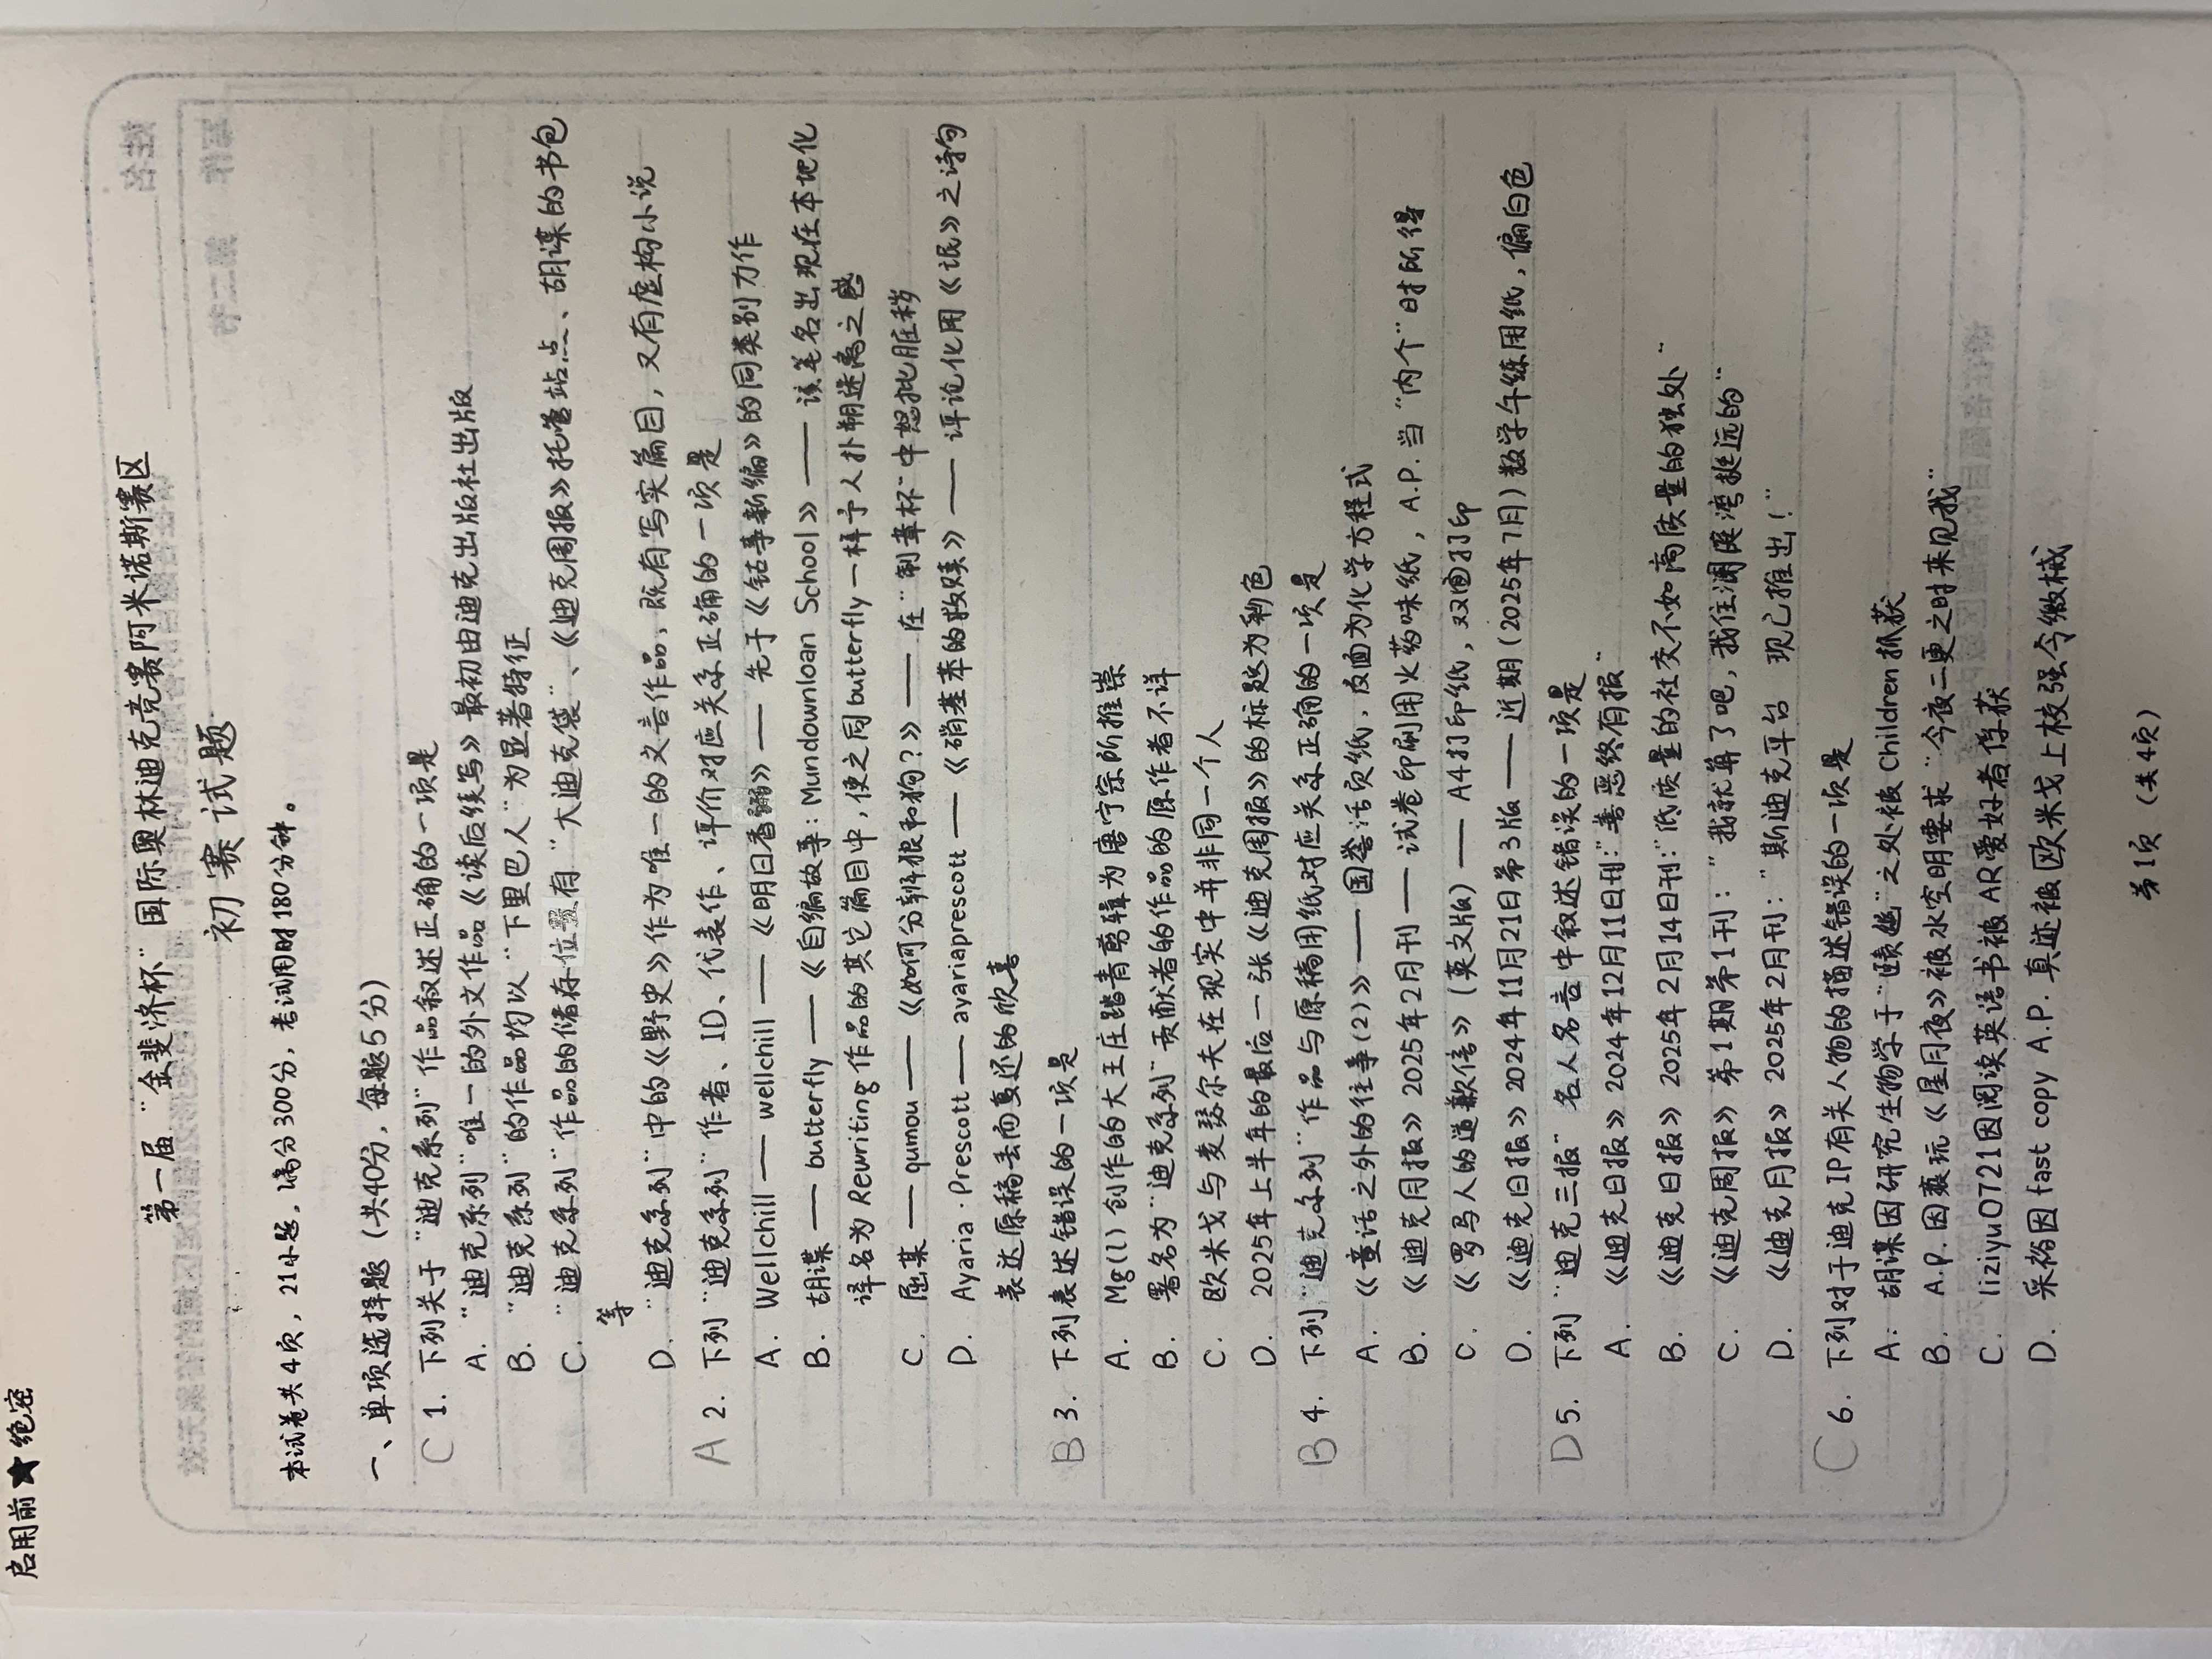 启用前★绝密
第一届“金斐济杯”国际奥林迪克竞赛阿米诺斯赛区
初赛试题
本试卷共4页，21小题，满分300分，考试用时180分钟。
一、单项选择题（共40分，每题5分）
C 1. 下列关于“迪克系列”作品叙述正确的一项是
A. “迪克系列”唯一的外文作品《读后续写》最初由迪克出版社出版
B. “迪克系列”的作品均以“下里巴人”为显著特征
C. “迪克系列”作品的储存位置有“大迪克袋”、《迪克周报》托管站点、胡谍的书包
等
D. “迪克系列”中的《野史》作为唯一的文言作品，既有写实篇目，又有虚构小说
A 2. 下列“迪克系列”作者、ID、代表作、评价对应关系正确的一项是
A. Wellchill — wellchill —《明日香粥》— 先于《钴事新编》的同类别力作
B. 胡谍 — butterfly —《自编故事: Mundownloan School》— 该笔名出现在本地化
译名为 Rewriting 作品的其它篇目中，使之同butterfly一样予人扑朔迷离之感
C. 屈某 — qumou —《如何分辨狼和狗?》— 在“制章杯”中怒批脏秽
D. Ayaria · Prescott — ayariaprescott —《硝基苯的救赎》— 评论化用《氓》之诗句
表达原稿丢而复还的欣喜
B 3. 下列表述错误的一项是
A. Mg(l) 创作的大王庄踏青剪辑为唐宁宗所推崇
B. 署名为“迪克系列”贡献者的作品的原作者不详
C. 欧米戈与麦瑟尔夫在现实中并非同一个人
D. 2025年上半年的最后一张《迪克周报》的标题为彩色
B 4. 下列“迪克系列”作品与原稿用纸对应关系正确的一项是
A. 《童话之外的往事(2)》— 国誉活页纸，反面为化学方程式
B. 《迪克月报》2025年2月刊 — 试卷印刷用火药味纸，A.P.当“内个”时所得
C. 《罗马人的道歉信》(英文版) — A4打印纸，双面打印
D. 《迪克日报》2024年11月21日第3版 — 近期(2025年7月)数学午练用纸，偏白色
D 5. 下列“迪克三报”名人名言中叙述错误的一项是
A. 《迪克日报》2024年12月11日刊:“善恶终有报”
B. 《迪克日报》2025年2月14日刊:“低质量的社交不如高质量的独处”
C. 《迪克周报》第1期第1刊:“我就算了吧，我住澜庭湾挺远的”
D. 《迪克月报》2025年2月刊:“斯迪克平台 现已推出!”
C 6. 下列对于迪克IP有关人物的描述错误的一项是
A. 胡谍因研究生物学于“ ”之处被Children抓获
B. A.P.因亵玩《星月夜》被水空明要求“今夜二更之时来见我”
C. liziyu0721因阅读英语书被AR爱好者俘获
D. 采裕因fast copy A.P.真迹被欧米戈上校强令缴械
第1页（共4页）